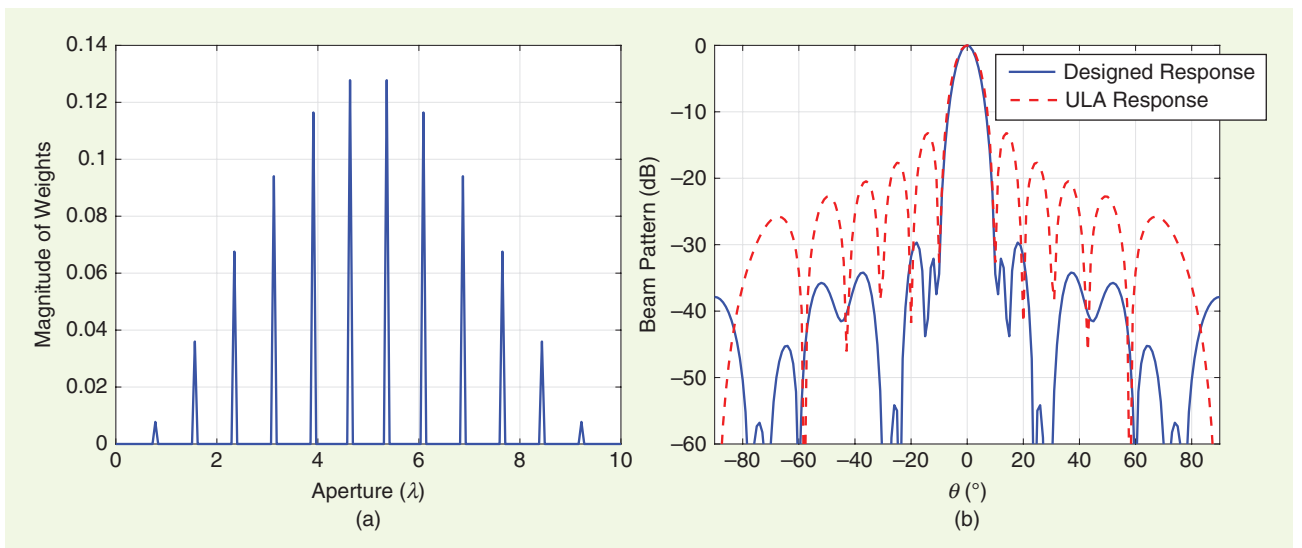 0.14
0.12
0.1
0.08
0.06
0.04
0.02
0
Magnitude of Weights
0 2 4 6 8 10
Aperture (λ)
(a)
0
–10
–20
–30
–40
–50
–60
Beam Pattern (dB)
Designed Response
ULA Response
–80 –60 –40 –20 0 20 40 60 80
θ (°)
(b)